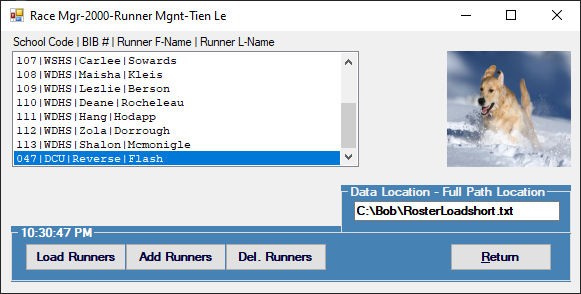 Race Mgr-2000-Runner Mgnt-Tien Le
School Code | BIB # | Runner F-Name | Runner L-Name
107|WSHS|Carlee|Sowards
108|WDHS|Maisha|Kleis
109|WDHS|Lezlie|Berson
110|WDHS|Deane|Rocheleau
111|WDHS|Hang|Hodapp
112|WDHS|Zola|Dorrough
113|WDHS|Shalon|Mcmonigle
047|DCU|Reverse|Flash
Data Location - Full Path Location
C:\Bob\RosterLoadshort.txt
10:30:47 PM
Load Runners
Add Runners
Del. Runners
Return